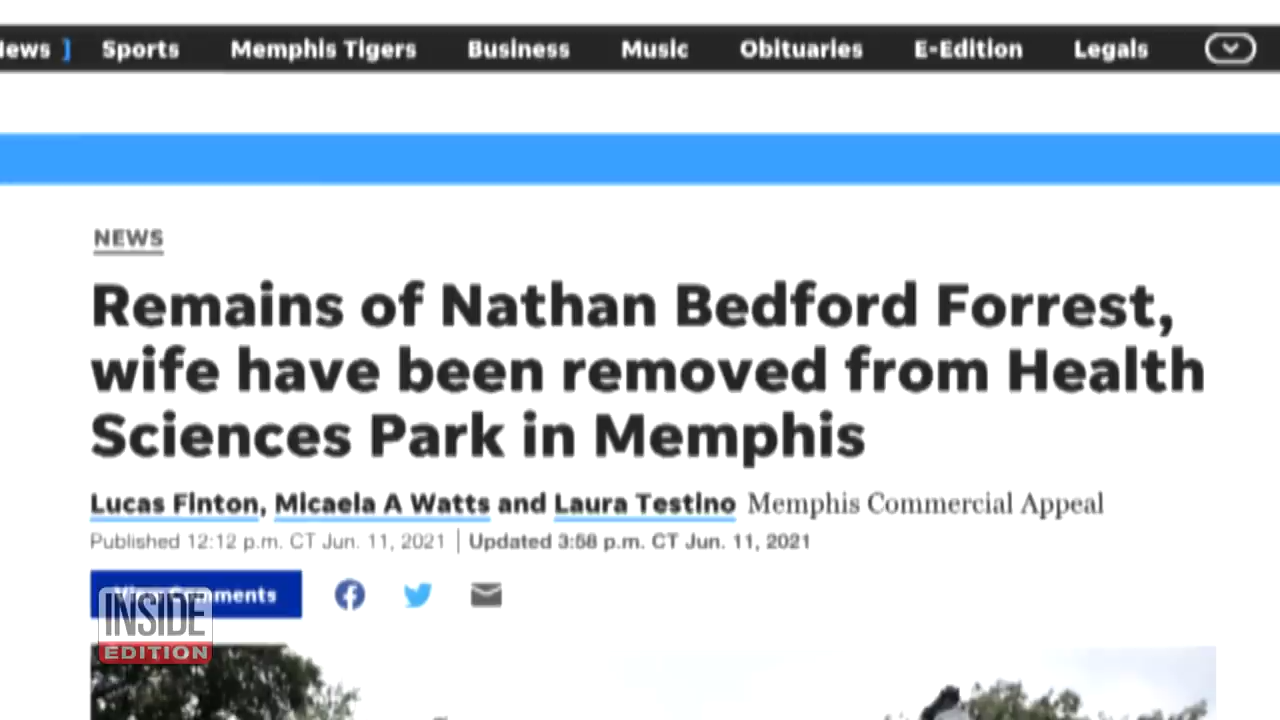 ews ] Sports Memphis Tigers Business Music Obituaries E-Edition Legals
NEWS
Remains of Nathan Bedford Forrest,
wife have been removed from Health
Sciences Park in Memphis
Lucas Finton, Micaela A Watts and Laura Testino Memphis Commercial Appeal
Published 12:12 p.m. CT Jun. 11, 2021 | Updated 3:58 p.m. CT Jun. 11, 2021
View Comments
INSIDE
EDITION